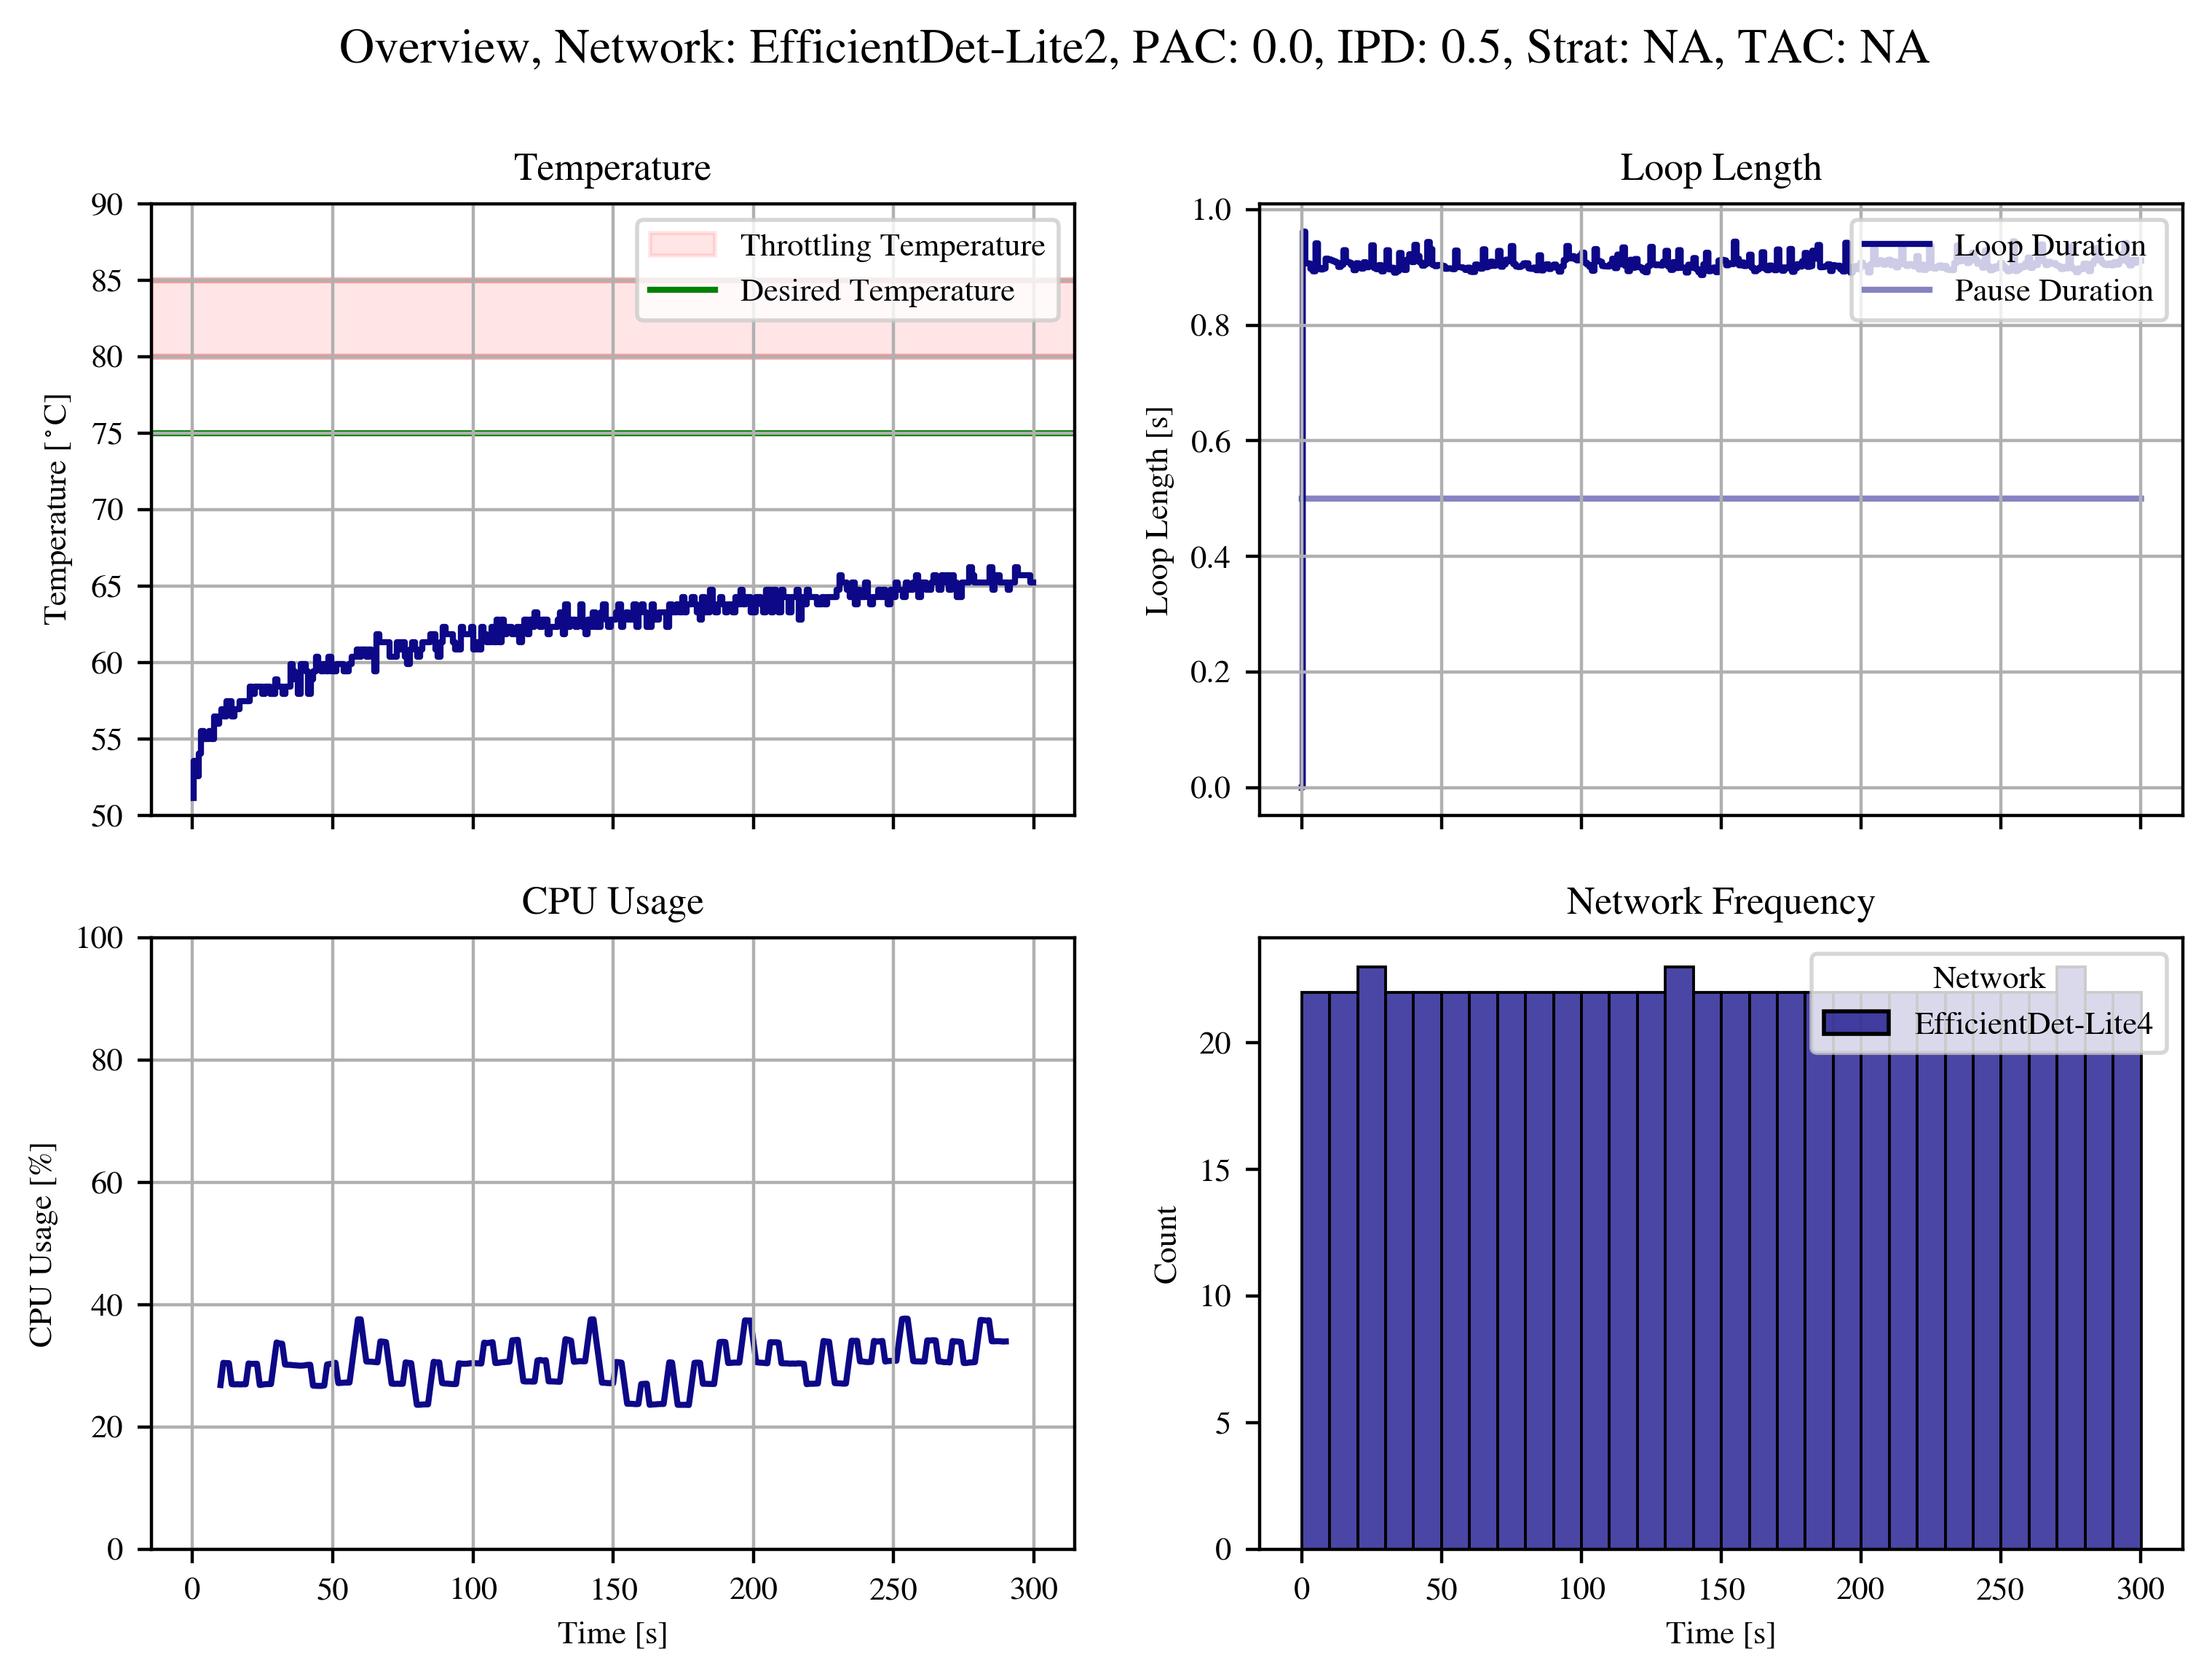 Overview, Network: EfficientDet-Lite2, PAC: 0.0, IPD: 0.5, Strat: NA, TAC: NA
Temperature
90
85
80
75
70
65
60
55
50
Temperature [°C]
Throttling Temperature
Desired Temperature
Loop Length
1.0
0.8
0.6
0.4
0.2
0.0
Loop Length [s]
Loop Duration
Pause Duration
CPU Usage
100
80
60
40
20
0
CPU Usage [%]
0 50 100 150 200 250 300
Time [s]
Network Frequency
20
15
10
5
0
Count
Network
EfficientDet-Lite4
0 50 100 150 200 250 300
Time [s]